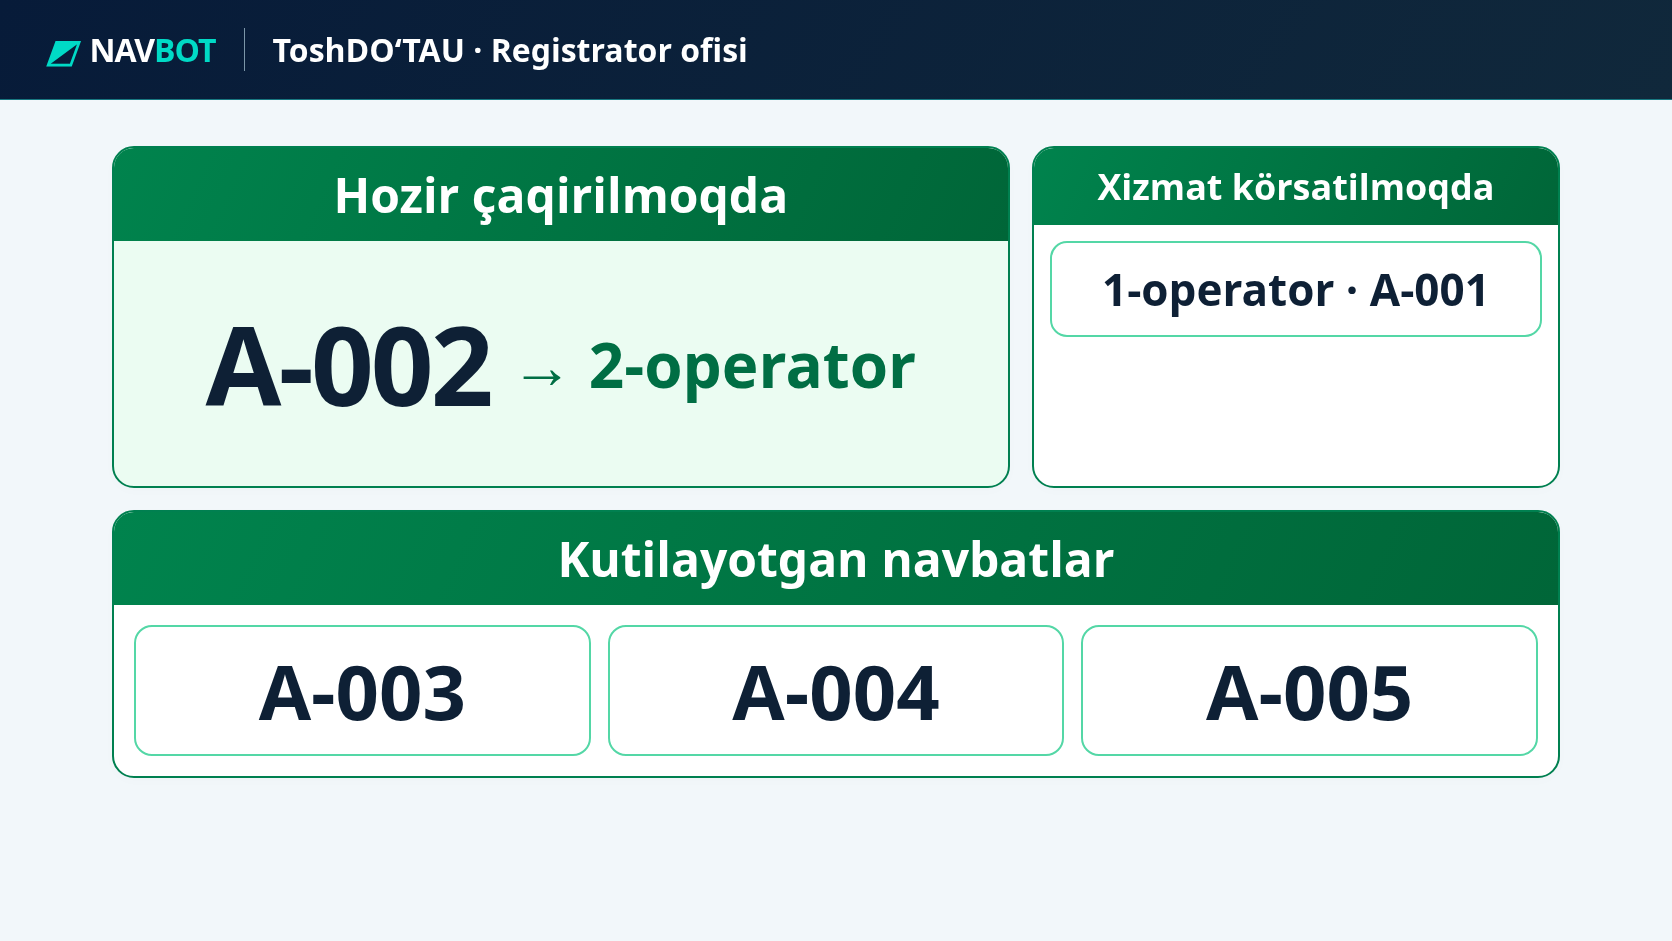 NAVBOT
ToshDO‘TAU · Registrator ofisi
Hozir çaqirilmoqda
A-002 → 2-operator
Xizmat körsatilmoqda
1-operator · A-001
Kutilayotgan navbatlar
A-003
A-004
A-005